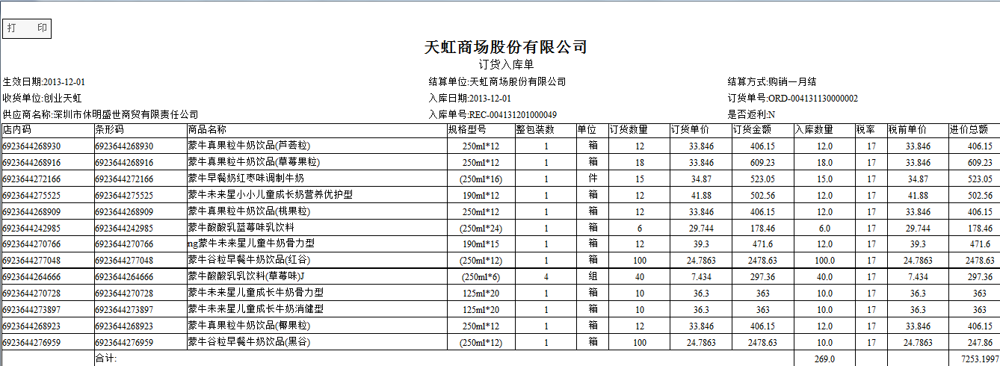 打 印
天虹商场股份有限公司
订货入库单
生效日期:2013-12-01 结算单位:天虹商场股份有限公司 结算方式:购销一月结
收货单位:创业天虹 入库日期:2013-12-01 订货单号:ORD-004131130000002
供应商名称:深圳市休明盛世商贸有限责任公司 入库单号:REC-004131201000049 是否返利:N
店内码 条形码 商品名称 规格型号 整包装数 单位 订货数量 订货单价 订货金额 入库数量 税率 税前单价 进价总额
6923644268930 6923644268930 蒙牛真果粒牛奶饮品(芦荟粒) 250ml*12 1 箱 12 33.846 406.15 12.0 17 33.846 406.15
6923644268916 6923644268916 蒙牛真果粒牛奶饮品(草莓果粒) 250ml*12 1 箱 18 33.846 609.23 18.0 17 33.846 609.23
6923644272166 6923644272166 蒙牛早餐奶红枣味调制牛奶 (250ml*16) 1 件 15 34.87 523.05 15.0 17 34.87 523.05
6923644275525 6923644275525 蒙牛未来星小小儿童成长奶营养优护型 190ml*12 1 箱 12 41.88 502.56 12.0 17 41.88 502.56
6923644268909 6923644268909 蒙牛真果粒牛奶饮品(桃果粒) 250ml*12 1 箱 12 33.846 406.15 12.0 17 33.846 406.15
6923644242985 6923644242985 蒙牛酸酸乳蓝莓味乳饮料 (250ml*24) 1 箱 6 29.744 178.46 6.0 17 29.744 178.46
6923644270766 6923644270766 ng蒙牛未来星儿童牛奶骨力型 190ml*15 1 箱 12 39.3 471.6 12.0 17 39.3 471.6
6923644277048 6923644277048 蒙牛谷粒早餐牛奶饮品(红谷) (250ml*12) 1 箱 100 24.7863 2478.63 100.0 17 24.7863 2478.63
6923644264666 6923644264666 蒙牛酸酸乳乳饮料(草莓味)J (250ml*6) 4 组 40 7.434 297.36 40.0 17 7.434 297.36
6923644270728 6923644270728 蒙牛未来星儿童成长牛奶骨力型 125ml*20 1 箱 10 36.3 363 10.0 17 36.3 363
6923644273897 6923644273897 蒙牛未来星儿童成长牛奶消健型 125ml*20 1 箱 10 36.3 363 10.0 17 36.3 363
6923644268923 6923644268923 蒙牛真果粒牛奶饮品(椰果粒) 250ml*12 1 箱 12 33.846 406.15 12.0 17 33.846 406.15
6923644276959 6923644276959 蒙牛谷粒早餐牛奶饮品(黑谷) (250ml*12) 1 箱 100 24.7863 2478.63 10.0 17 24.7863 247.86
合计: 269.0 7253.1997